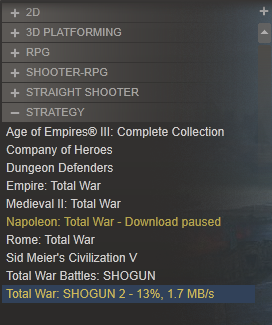 + 2D
+ 3D PLATFORMING
+ RPG
+ SHOOTER-RPG
+ STRAIGHT SHOOTER
− STRATEGY
Age of Empires® III: Complete Collection
Company of Heroes
Dungeon Defenders
Empire: Total War
Medieval II: Total War
Napoleon: Total War - Download paused
Rome: Total War
Sid Meier's Civilization V
Total War Battles: SHOGUN
Total War: SHOGUN 2 - 13%, 1.7 MB/s